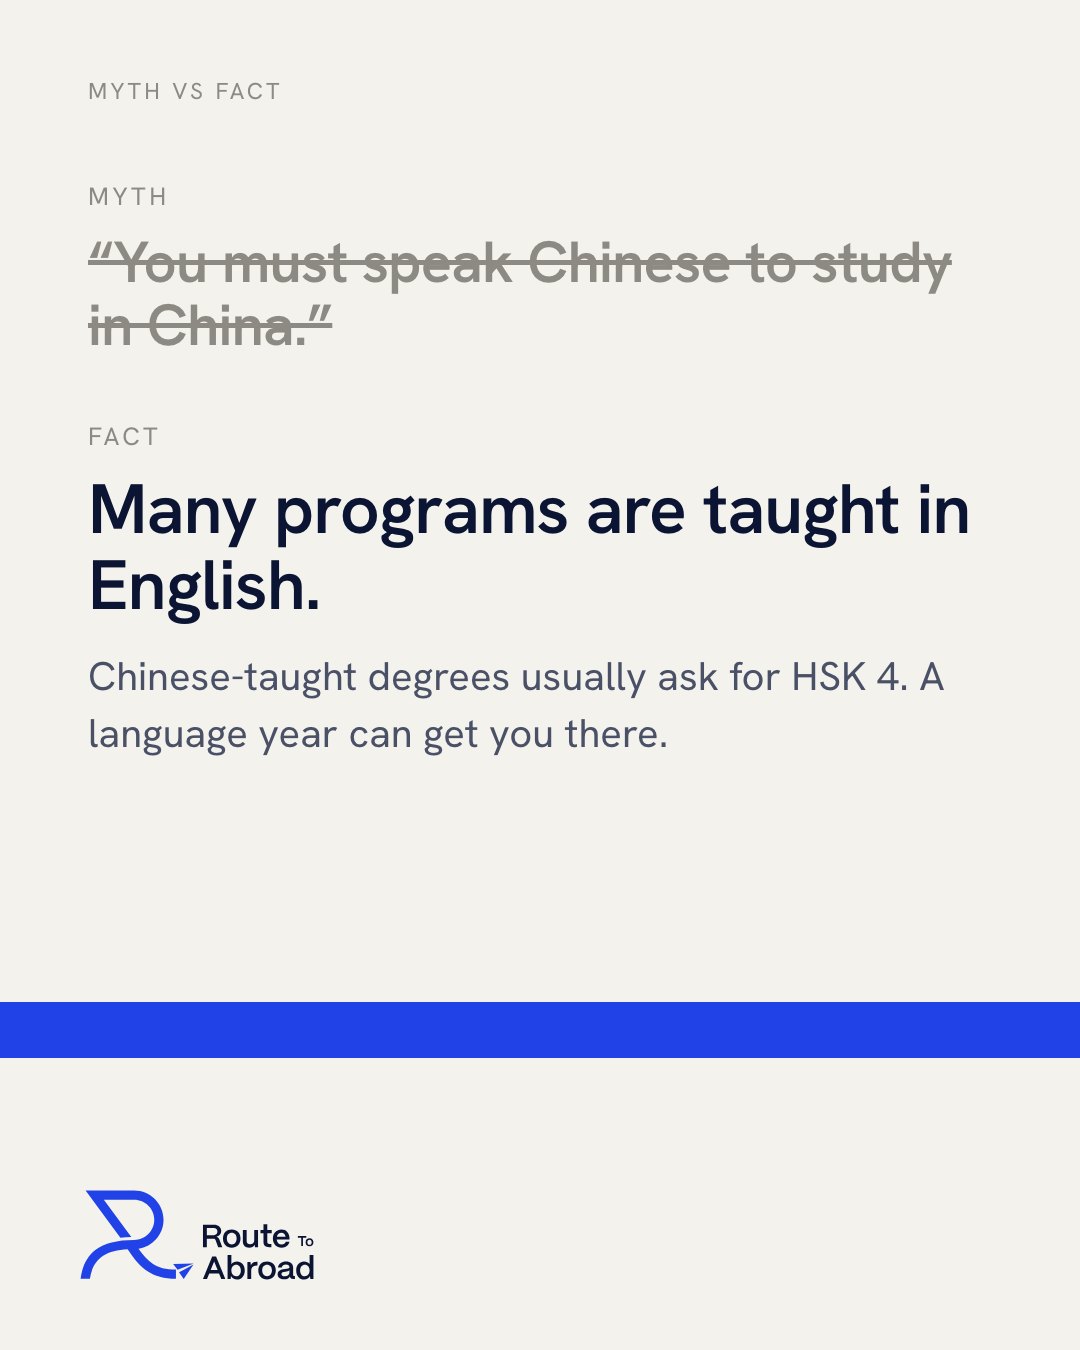 MYTH VS FACT
MYTH
“You must speak Chinese to study
in China.”
FACT
Many programs are taught in
English.
Chinese-taught degrees usually ask for HSK 4. A
language year can get you there.
Route To
Abroad